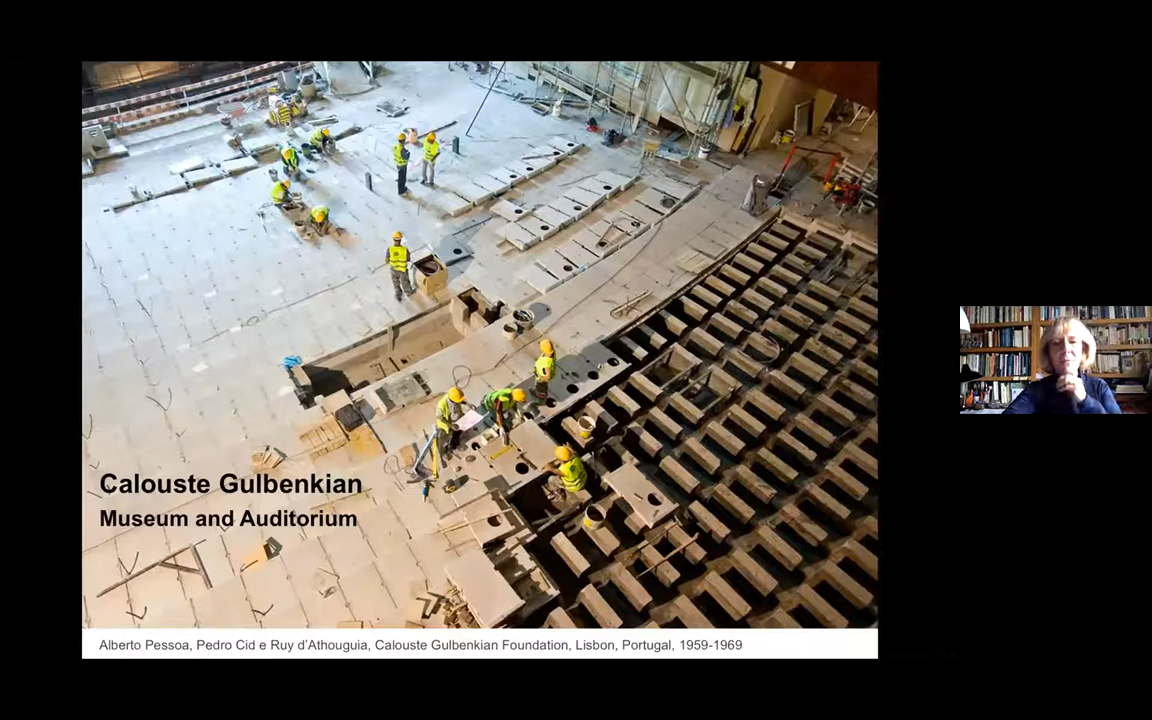 Calouste Gulbenkian
Museum and Auditorium
Alberto Pessoa, Pedro Cid e Ruy d'Athouguia, Calouste Gulbenkian Foundation, Lisbon, Portugal, 1959-1969